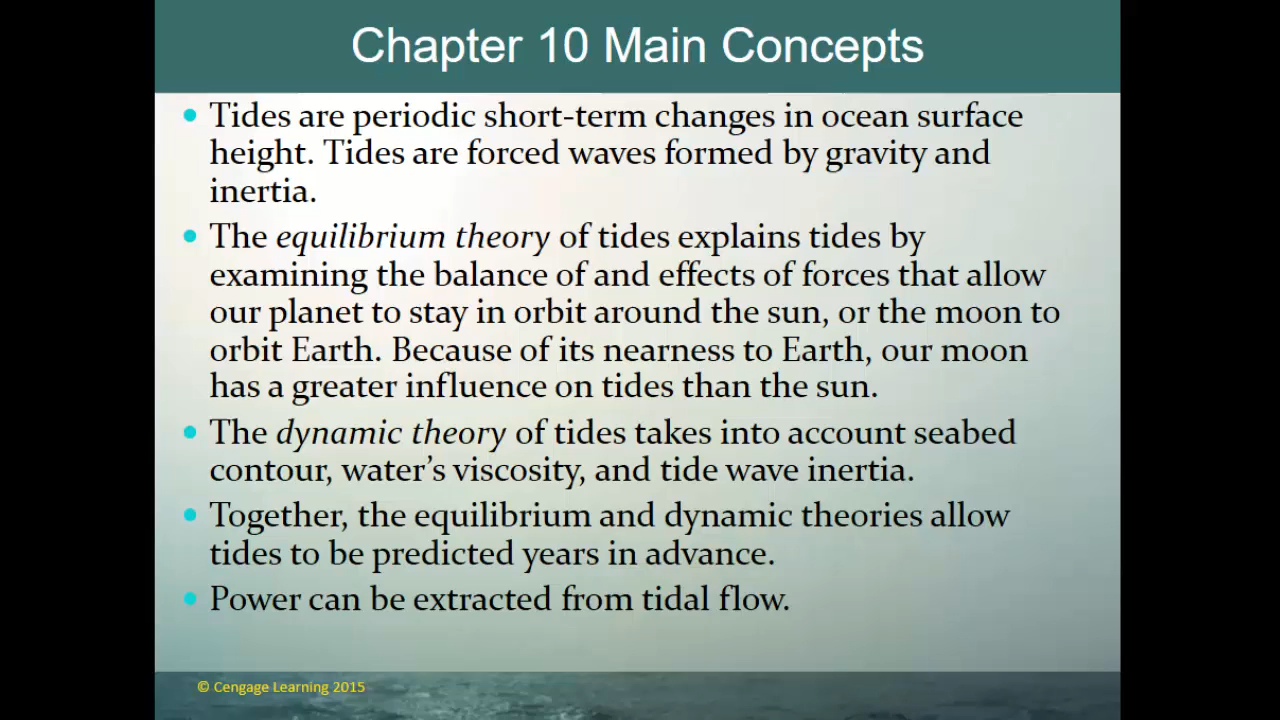 Chapter 10 Main Concepts
• Tides are periodic short-term changes in ocean surface
height. Tides are forced waves formed by gravity and
inertia.
• The equilibrium theory of tides explains tides by
examining the balance of and effects of forces that allow
our planet to stay in orbit around the sun, or the moon to
orbit Earth. Because of its nearness to Earth, our moon
has a greater influence on tides than the sun.
• The dynamic theory of tides takes into account seabed
contour, water’s viscosity, and tide wave inertia.
• Together, the equilibrium and dynamic theories allow
tides to be predicted years in advance.
• Power can be extracted from tidal flow.
© Cengage Learning 2015